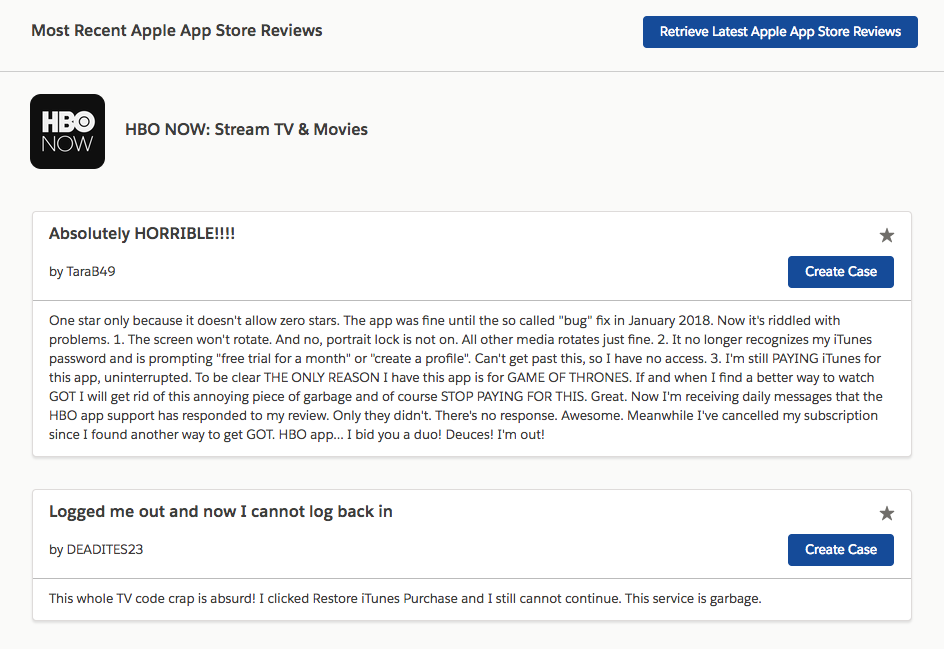 Most Recent Apple App Store Reviews
Retrieve Latest Apple App Store Reviews
HBO
NOW
HBO NOW: Stream TV & Movies
Absolutely HORRIBLE!!!!
by TaraB49
Create Case
One star only because it doesn't allow zero stars. The app was fine until the so called "bug" fix in January 2018. Now it's riddled with
problems. 1. The screen won't rotate. And no, portrait lock is not on. All other media rotates just fine. 2. It no longer recognizes my iTunes
password and is prompting "free trial for a month" or "create a profile". Can't get past this, so I have no access. 3. I'm still PAYING iTunes for
this app, uninterrupted. To be clear THE ONLY REASON I have this app is for GAME OF THRONES. If and when I find a better way to watch
GOT I will get rid of this annoying piece of garbage and of course STOP PAYING FOR THIS. Great. Now I'm receiving daily messages that the
HBO app support has responded to my review. Only they didn't. There's no response. Awesome. Meanwhile I've cancelled my subscription
since I found another way to get GOT. HBO app... I bid you a duo! Deuces! I'm out!
Logged me out and now I cannot log back in
by DEADITES23
Create Case
This whole TV code crap is absurd! I clicked Restore iTunes Purchase and I still cannot continue. This service is garbage.